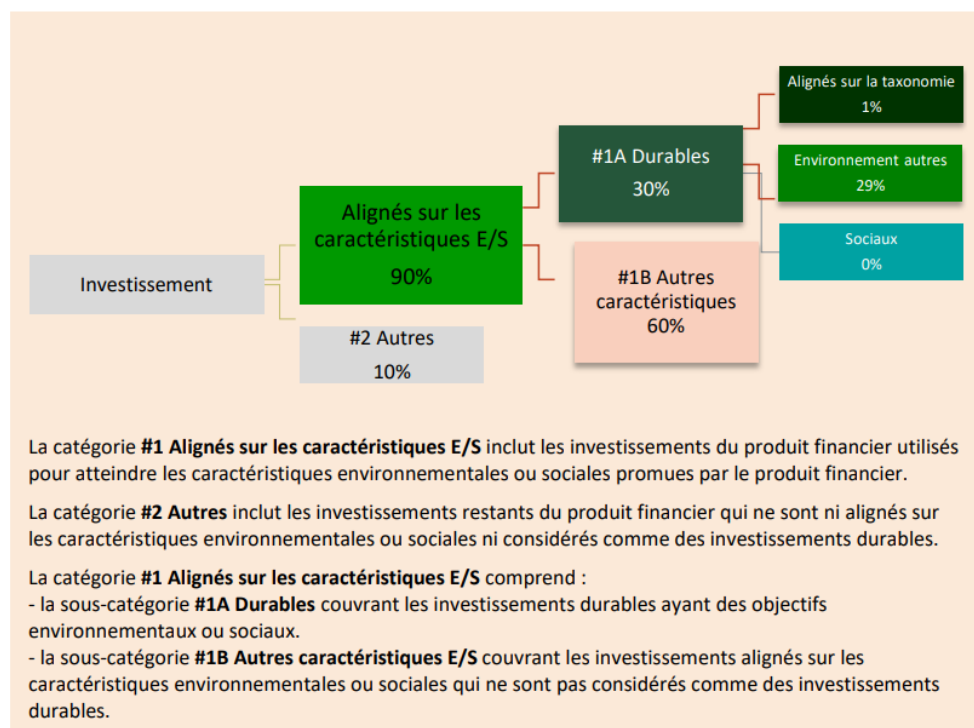 Alignés sur la taxonomie
1%
#1A Durables
30%
Environnement autres
29%
Alignés sur les
caractéristiques E/S
90%
Sociaux
0%
Investissement
#1B Autres
caractéristiques
60%
#2 Autres
10%
La catégorie #1 Alignés sur les caractéristiques E/S inclut les investissements du produit financier utilisés
pour atteindre les caractéristiques environnementales ou sociales promues par le produit financier.
La catégorie #2 Autres inclut les investissements restants du produit financier qui ne sont ni alignés sur
les caractéristiques environnementales ou sociales ni considérés comme des investissements durables.
La catégorie #1 Alignés sur les caractéristiques E/S comprend :
- la sous-catégorie #1A Durables couvrant les investissements durables ayant des objectifs
environnementaux ou sociaux.
- la sous-catégorie #1B Autres caractéristiques E/S couvrant les investissements alignés sur les
caractéristiques environnementales ou sociales qui ne sont pas considérés comme des investissements
durables.